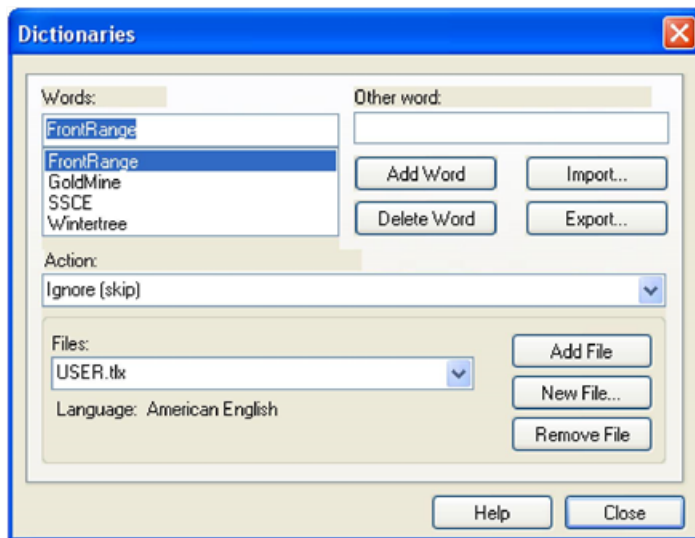 Dictionaries
Words:
Other word:
FrontRange
FrontRange
GoldMine
SSCE
Wintertree
Add Word
Import...
Delete Word
Export...
Action:
Ignore (skip)
Files:
USER.tlx
Language: American English
Add File
New File...
Remove File
Help
Close